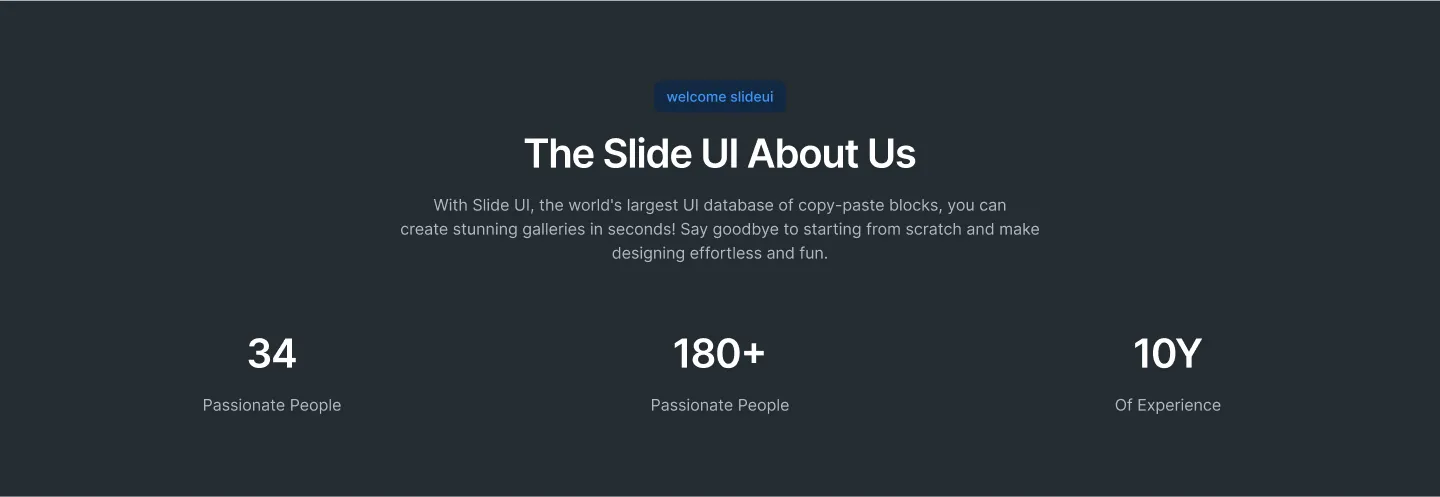 welcome slideui
The Slide UI About Us
With Slide UI, the world's largest UI database of copy-paste blocks, you can
create stunning galleries in seconds! Say goodbye to starting from scratch and make
designing effortless and fun.
34
Passionate People
180+
Passionate People
10Y
Of Experience